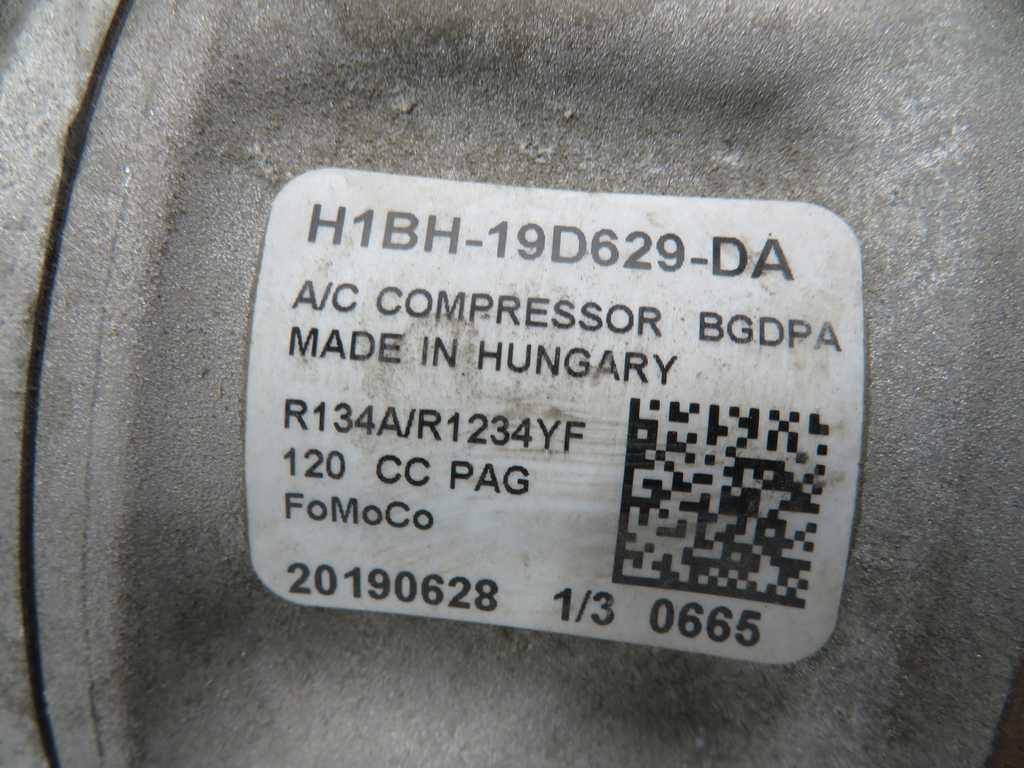 H1BH-19D629-DA
A/C COMPRESSOR BGDPA
MADE IN HUNGARY
R134A/R1234YF
120 CC PAG
FoMoCo
20190628 1/3 0665